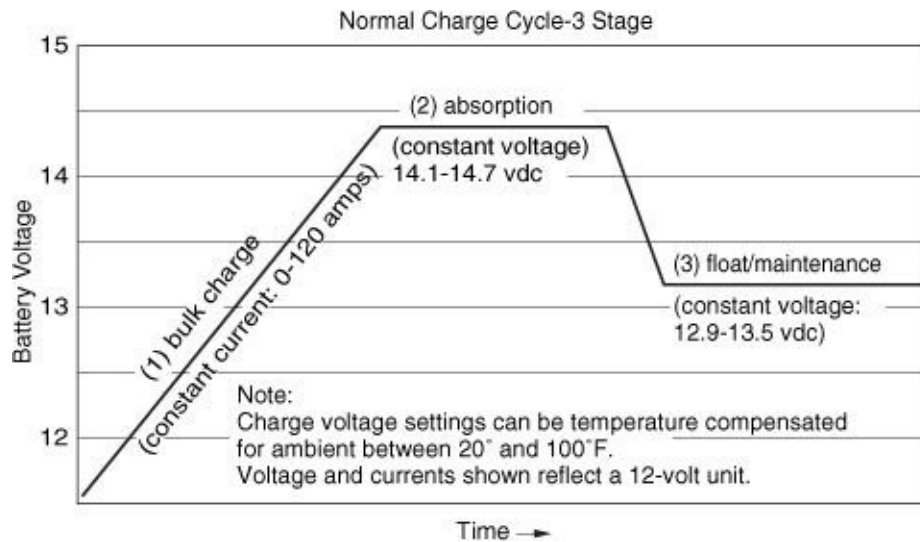 Normal Charge Cycle-3 Stage
15
14
13
12
Battery Voltage
(1) bulk charge
(constant current: 0-120 amps)
(2) absorption
(constant voltage)
14.1-14.7 vdc
(3) float/maintenance
(constant voltage:
12.9-13.5 vdc)
Note:
Charge voltage settings can be temperature compensated
for ambient between 20° and 100°F.
Voltage and currents shown reflect a 12-volt unit.
Time →